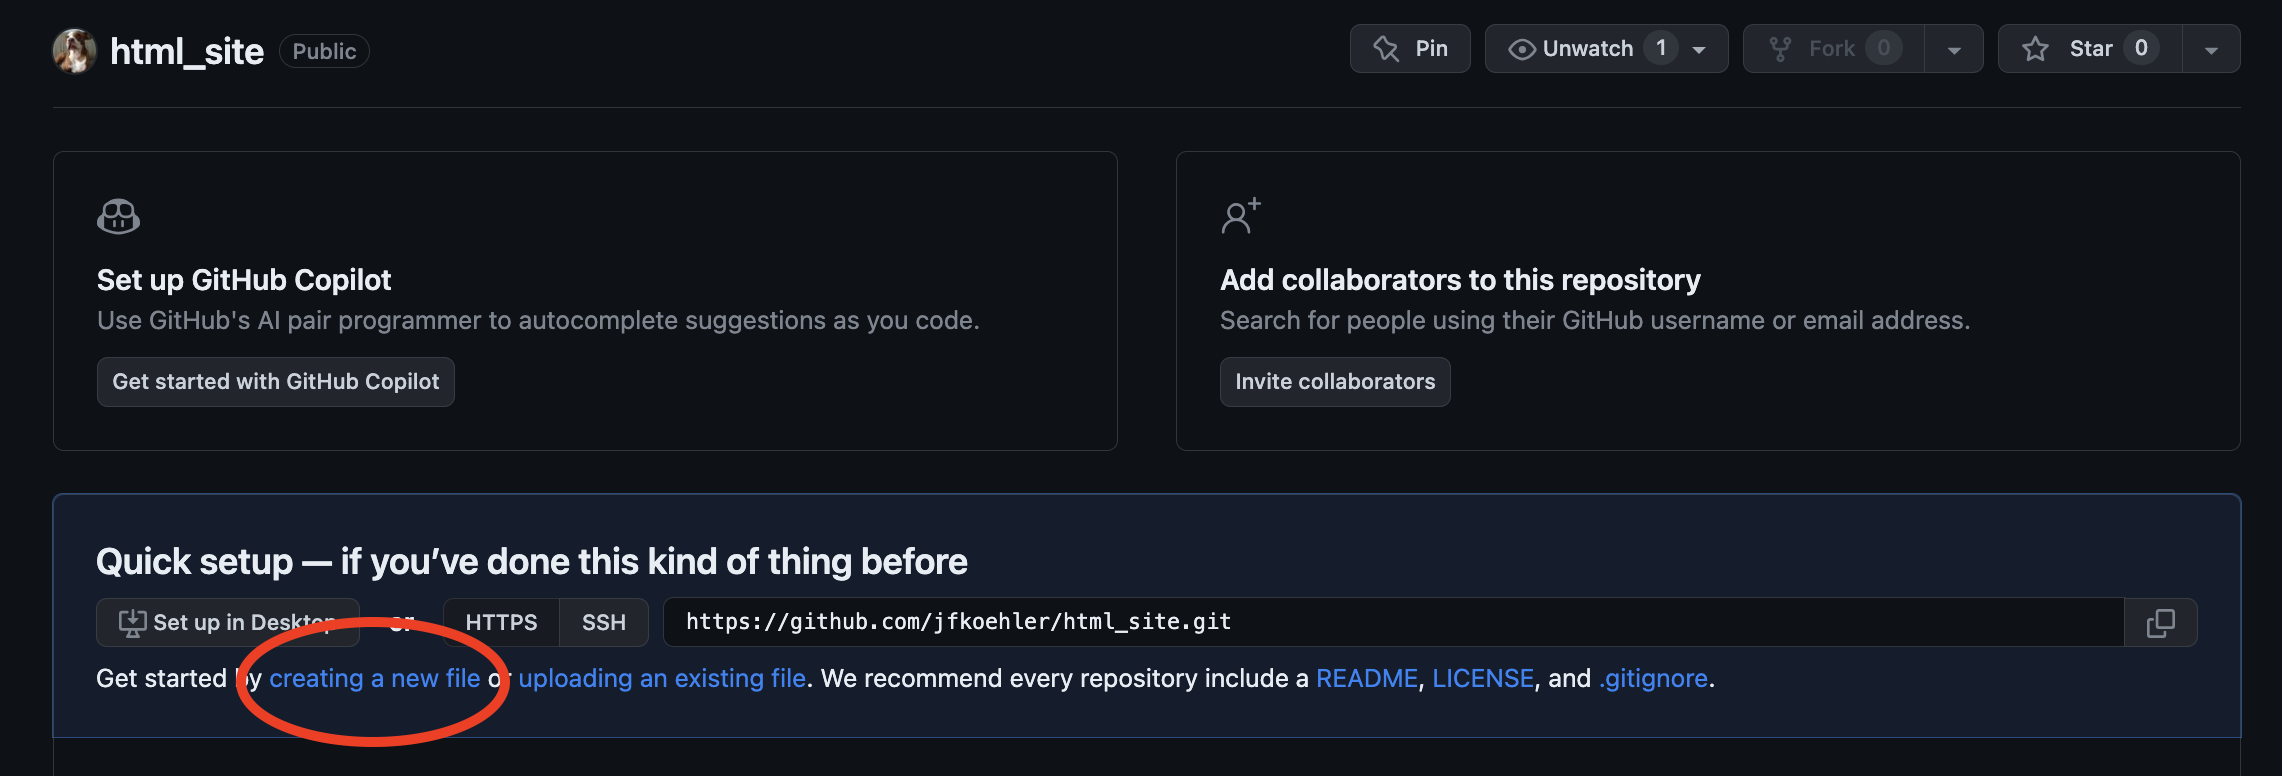 html_site Public Pin Unwatch 1 Fork 0 Star 0
Set up GitHub Copilot
Use GitHub's AI pair programmer to autocomplete suggestions as you code.
Get started with GitHub Copilot
Add collaborators to this repository
Search for people using their GitHub username or email address.
Invite collaborators
Quick setup — if you’ve done this kind of thing before
Set up in Desktop or HTTPS SSH https://github.com/jfkoehler/html_site.git
Get started by creating a new file or uploading an existing file. We recommend every repository include a README, LICENSE, and .gitignore.